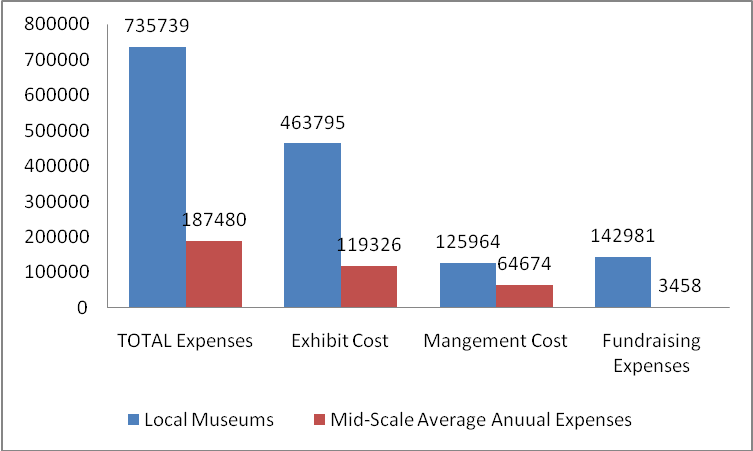 800000
700000
600000
500000
400000
300000
200000
100000
0
735739
187480
463795
119326
125964
64674
142981
3458
TOTAL Expenses
Exhibit Cost
Mangement Cost
Fundraising
Expenses
Local Museums
Mid-Scale Average Anuual Expenses